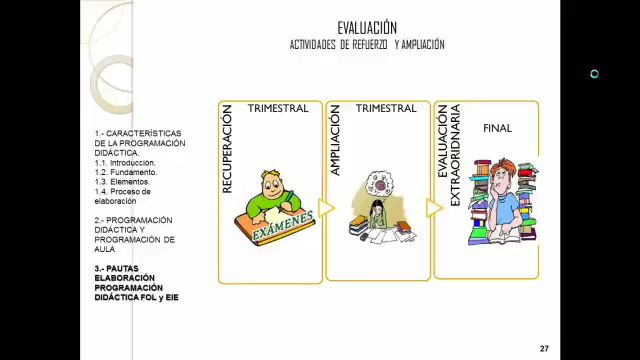 EVALUACIÓN
ACTIVIDADES DE REFUERZO Y AMPLIACIÓN
1.- CARACTERÍSTICAS
DE LA PROGRAMACIÓN
DIDÁCTICA.
1.1. Introducción.
1.2. Fundamento.
1.3. Elementos.
1.4. Proceso de
elaboración
2.- PROGRAMACIÓN
DIDÁCTICA Y
PROGRAMACIÓN DE
AULA
3.- PAUTAS
ELABORACIÓN
PROGRAMACIÓN
DIDÁCTICA FOL y EIE
RECUPERACIÓN
TRIMESTRAL
EXÁMENES
AMPLIACIÓN
TRIMESTRAL
EVALUACIÓN
EXTRAORIDNARIA
FINAL
27